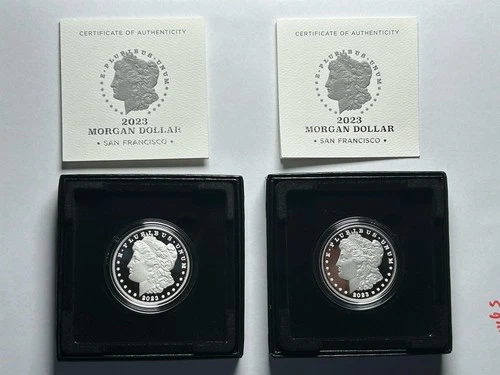 CERTIFICATE OF AUTHENTICITY
E·PLURIBUS·UNUM
2023
MORGAN DOLLAR
• SAN FRANCISCO •
CERTIFICATE OF AUTHENTICITY
E·PLURIBUS·UNUM
2023
MORGAN DOLLAR
• SAN FRANCISCO •
E·PLURIBUS·UNUM
2023
E·PLURIBUS·UNUM
2023